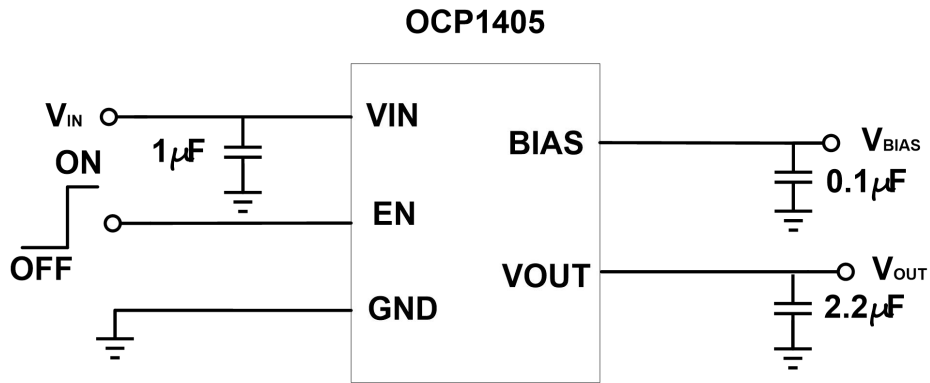 OCP1405
VIN VIN
1μF
ON
BIAS VBIAS
0.1μF
EN
OFF
VOUT VOUT
GND
2.2μF